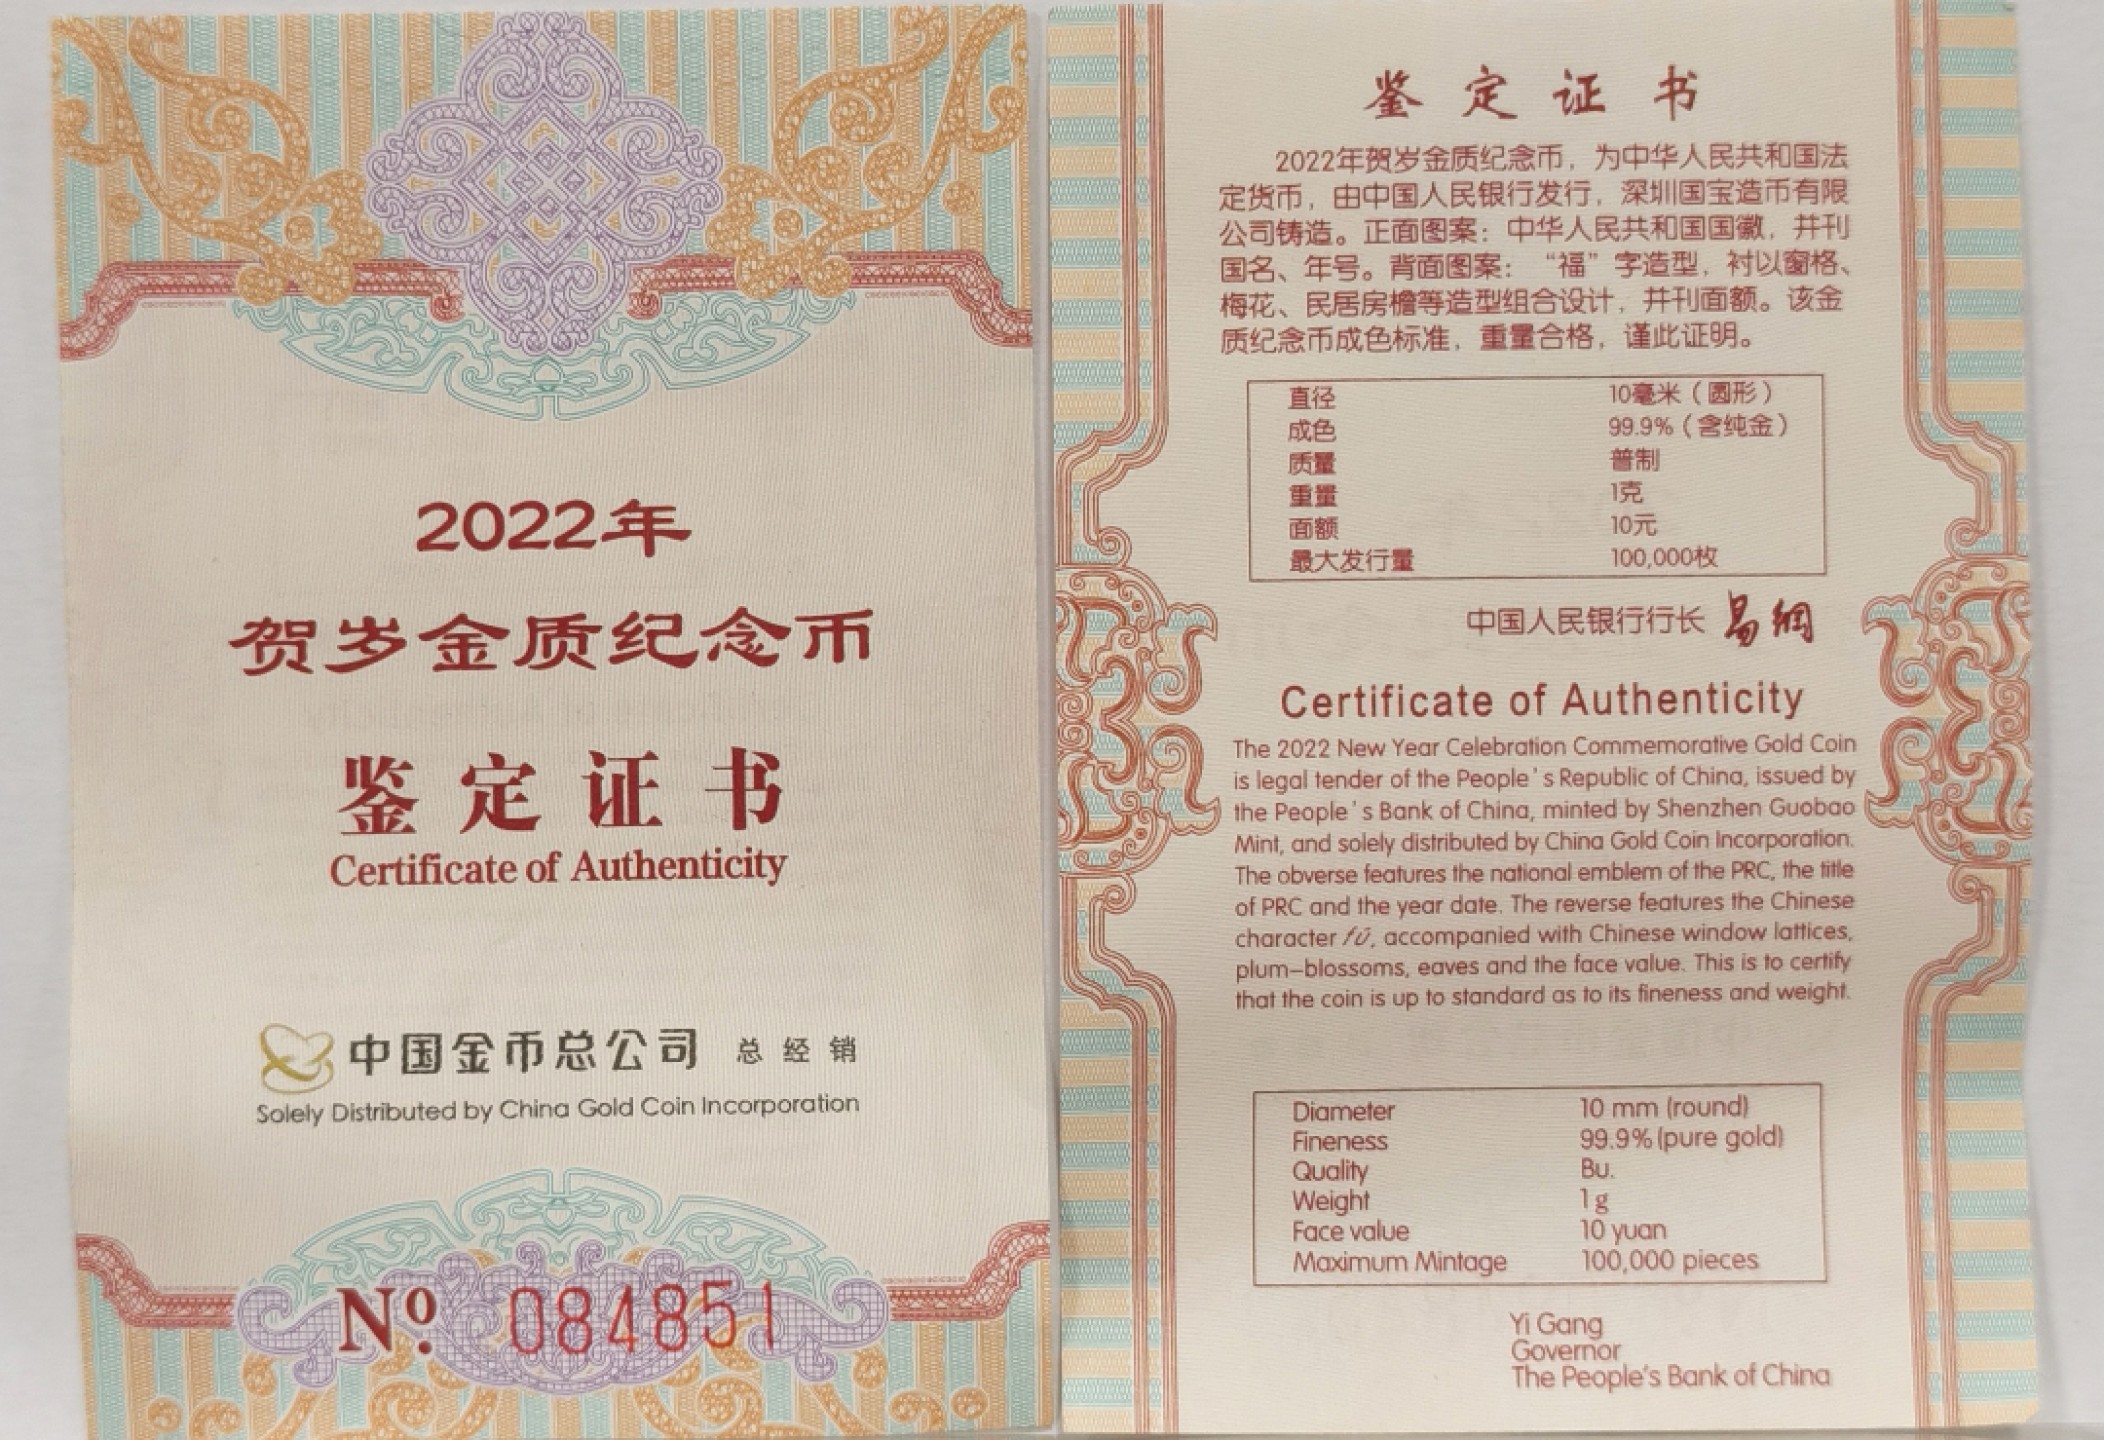 2022年
贺岁金质纪念币
鉴定证书
Certificate of Authenticity
中国金币总公司 总经销
Solely Distributed by China Gold Coin Incorporation
Nº. 084851
鉴定证书
2022年贺岁金质纪念币，为中华人民共和国法
定货币，由中国人民银行发行，深圳国宝造币有限
公司铸造。正面图案：中华人民共和国国徽，并刊
国名、年号。背面图案：“福”字造型，衬以窗格、
梅花、民居房檐等造型组合设计，并刊面额。该金
质纪念币成色标准，重量合格，谨此证明。
直径 10毫米（圆形）
成色 99.9%（含纯金）
质量 普制
重量 1克
面额 10元
最大发行量 100,000枚
中国人民银行行长 易纲
Certificate of Authenticity
The 2022 New Year Celebration Commemorative Gold Coin
is legal tender of the People's Republic of China, issued by
the People's Bank of China, minted by Shenzhen Guobao
Mint, and solely distributed by China Gold Coin Incorporation.
The obverse features the national emblem of the PRC, the title
of PRC and the year date. The reverse features the Chinese
character fú, accompanied with Chinese window lattices,
plum–blossoms, eaves and the face value. This is to certify
that the coin is up to standard as to its fineness and weight.
Diameter 10 mm (round)
Fineness 99.9% (pure gold)
Quality Bu.
Weight 1 g
Face value 10 yuan
Maximum Mintage 100,000 pieces
Yi Gang
Governor
The People's Bank of China